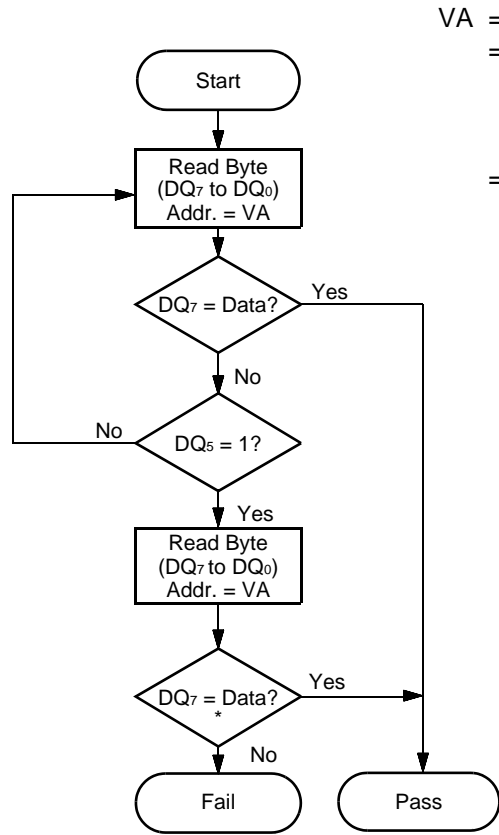 VA =
=
=
Start
Read Byte
(DQ7 to DQ0)
Addr. = VA
DQ7 = Data?
Yes
No
DQ5 = 1?
No
Yes
Read Byte
(DQ7 to DQ0)
Addr. = VA
DQ7 = Data?
*
Yes
No
Fail
Pass